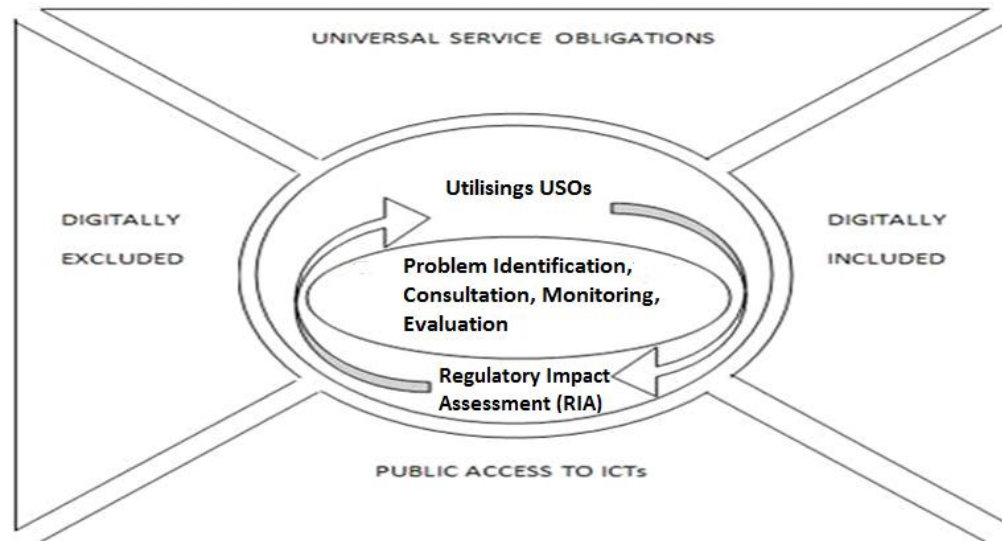 UNIVERSAL SERVICE OBLIGATIONS
Utilisings USOs
DIGITALLY
EXCLUDED
DIGITALLY
INCLUDED
Problem Identification,
Consultation, Monitoring,
Evaluation
Regulatory Impact
Assessment (RIA)
PUBLIC ACCESS TO ICTs